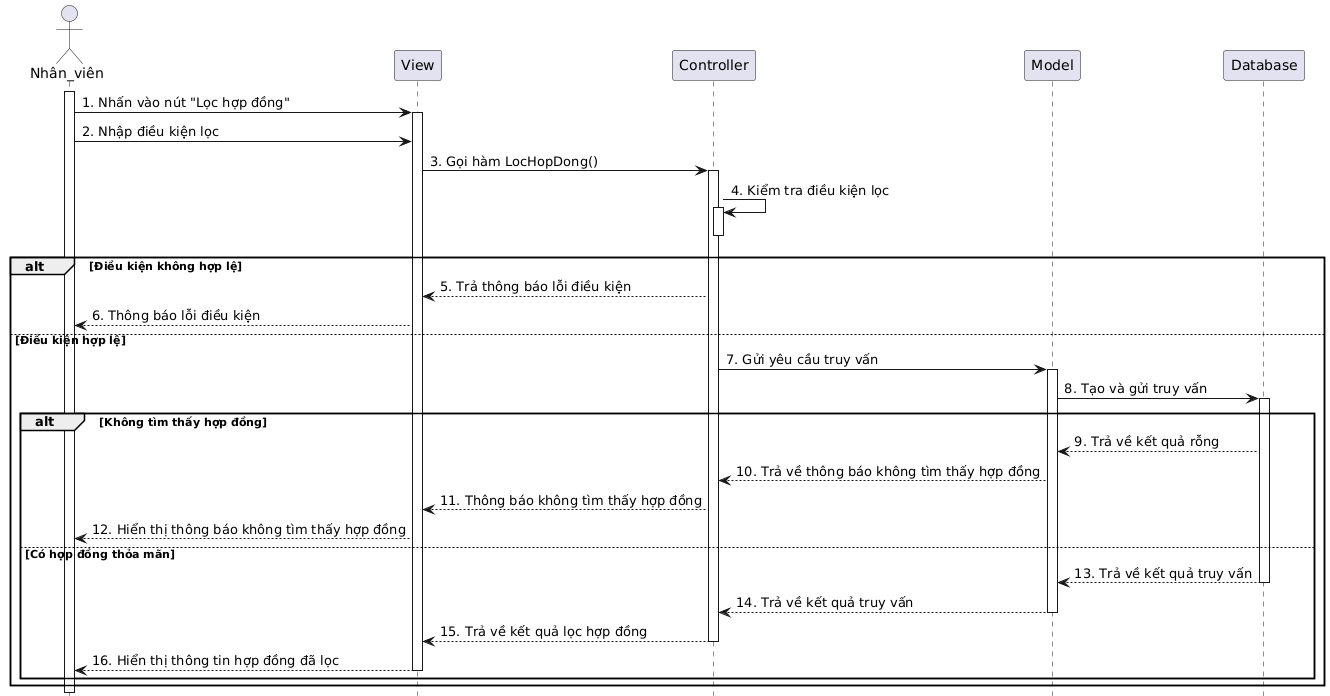 Nhân_viên
View
Controller
Model
Database
1. Nhấn vào nút "Lọc hợp đồng"
2. Nhập điều kiện lọc
3. Gọi hàm LocHopDong()
4. Kiểm tra điều kiện lọc
alt
[Điều kiện không hợp lệ]
5. Trả thông báo lỗi điều kiện
6. Thông báo lỗi điều kiện
[Điều kiện hợp lệ]
7. Gửi yêu cầu truy vấn
8. Tạo và gửi truy vấn
alt
[Không tìm thấy hợp đồng]
9. Trả về kết quả rỗng
10. Trả về thông báo không tìm thấy hợp đồng
11. Thông báo không tìm thấy hợp đồng
12. Hiển thị thông báo không tìm thấy hợp đồng
[Có hợp đồng thỏa mãn]
13. Trả về kết quả truy vấn
14. Trả về kết quả truy vấn
15. Trả về kết quả lọc hợp đồng
16. Hiển thị thông tin hợp đồng đã lọc